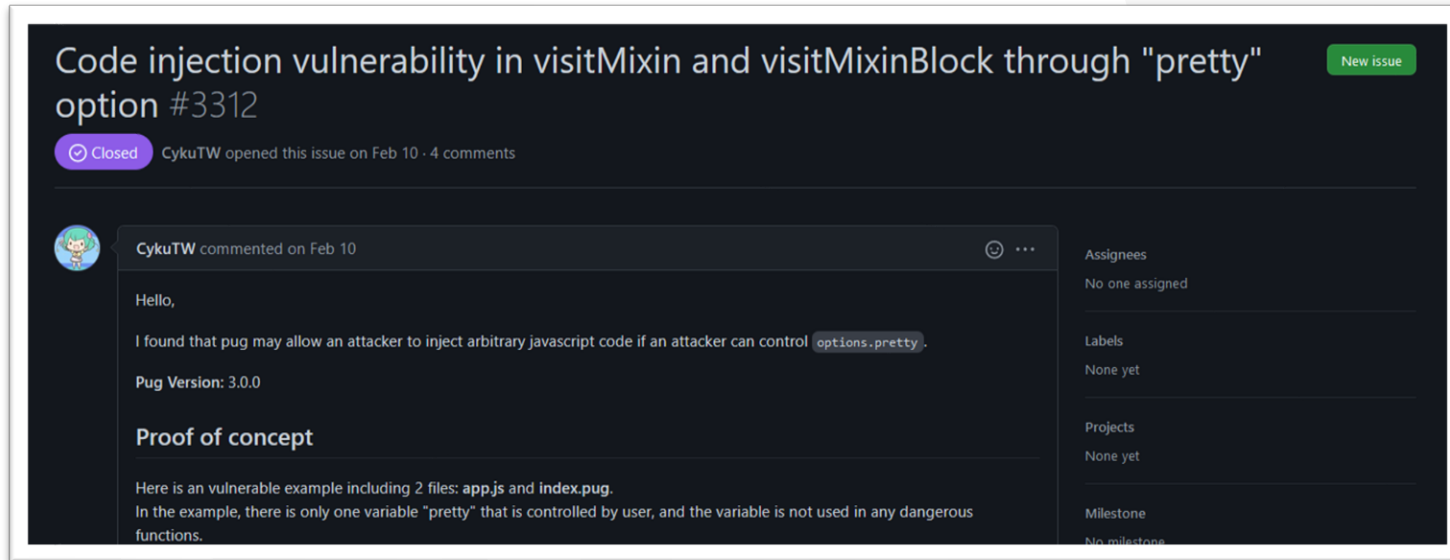 Code injection vulnerability in visitMixin and visitMixinBlock through "pretty"
option #3312
New issue
Closed
CykuTW opened this issue on Feb 10 · 4 comments
CykuTW commented on Feb 10
Hello,
I found that pug may allow an attacker to inject arbitrary javascript code if an attacker can control options.pretty.
Pug Version: 3.0.0
Proof of concept
Here is an vulnerable example including 2 files: app.js and index.pug.
In the example, there is only one variable "pretty" that is controlled by user, and the variable is not used in any dangerous
functions.
Assignees
No one assigned
Labels
None yet
Projects
None yet
Milestone
No milestone